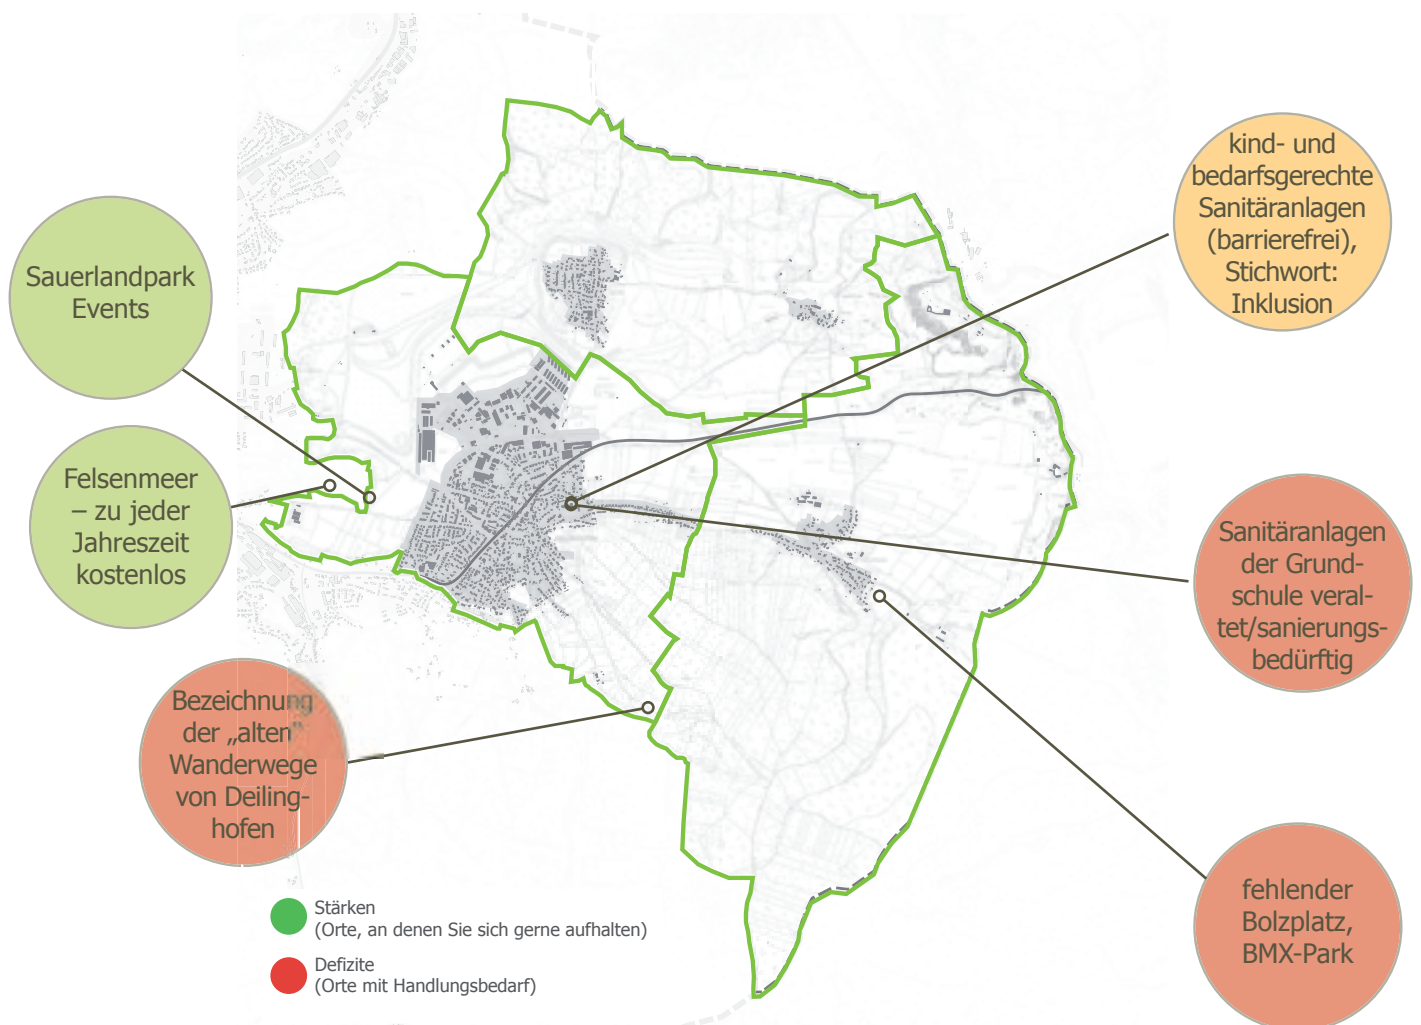 Sauerlandpark
Events
Felsenmeer
– zu jeder
Jahreszeit
kostenlos
Bezeichnung
der „alten"
Wanderwege
von Deiling-
hofen
kind- und
bedarfsgerechte
Sanitäranlagen
(barrierefrei),
Stichwort:
Inklusion
Sanitäranlagen
der Grund-
schule veral-
tet/sanierungs-
bedürftig
fehlender
Bolzplatz,
BMX-Park
Stärken
(Orte, an denen Sie sich gerne aufhalten)
Defizite
(Orte mit Handlungsbedarf)